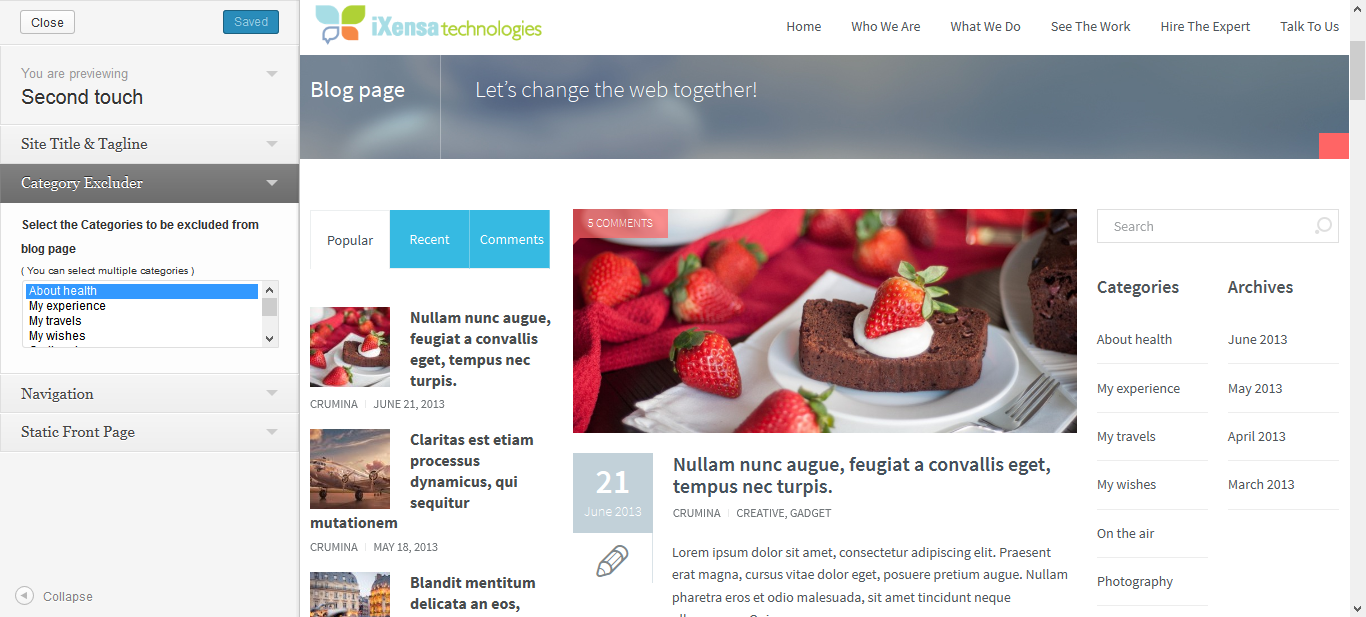 Close
Saved
You are previewing
Second touch
Site Title & Tagline
Category Excluder
Select the Categories to be excluded from
blog page
( You can select multiple categories )
About health
My experience
My travels
My wishes
Navigation
Static Front Page
Collapse
iXensa technologies
Home
Who We Are
What We Do
See The Work
Hire The Expert
Talk To Us
Blog page
Let’s change the web together!
Popular
Recent
Comments
Nullam nunc augue,
feugiat a convallis
eget, tempus nec
turpis.
CRUMINA | JUNE 21, 2013
Claritas est etiam
processus
dynamicus, qui
sequitur
mutationem
CRUMINA | MAY 18, 2013
Blandit mentitum
delicata an eos,
5 COMMENTS
21
June 2013
Nullam nunc augue, feugiat a convallis eget,
tempus nec turpis.
CRUMINA | CREATIVE, GADGET
Lorem ipsum dolor sit amet, consectetur adipiscing elit. Praesent
erat magna, cursus vitae dolor eget, posuere pretium augue. Nullam
pharetra eros et odio malesuada, sit amet tincidunt neque
Search
Categories
About health
My experience
My travels
My wishes
On the air
Photography
Archives
June 2013
May 2013
April 2013
March 2013